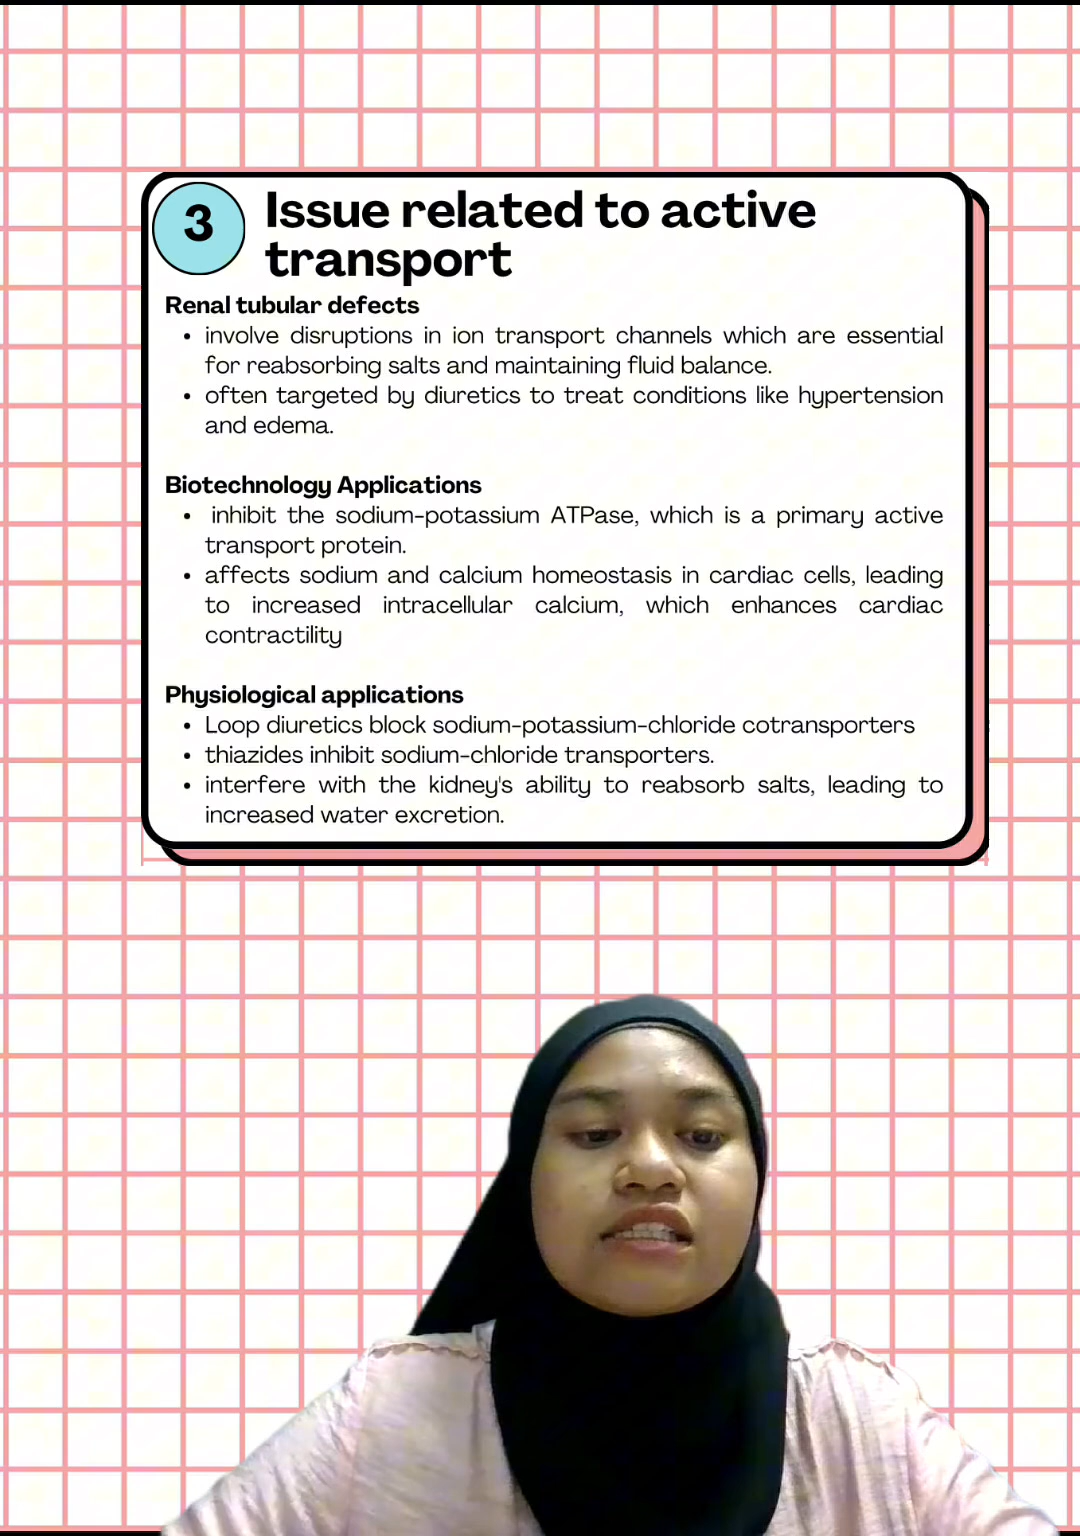 3
Issue related to active
transport
Renal tubular defects
• involve disruptions in ion transport channels which are essential
for reabsorbing salts and maintaining fluid balance.
• often targeted by diuretics to treat conditions like hypertension
and edema.
Biotechnology Applications
• inhibit the sodium-potassium ATPase, which is a primary active
transport protein.
• affects sodium and calcium homeostasis in cardiac cells, leading
to increased intracellular calcium, which enhances cardiac
contractility
Physiological applications
• Loop diuretics block sodium-potassium-chloride cotransporters
• thiazides inhibit sodium-chloride transporters.
• interfere with the kidney's ability to reabsorb salts, leading to
increased water excretion.